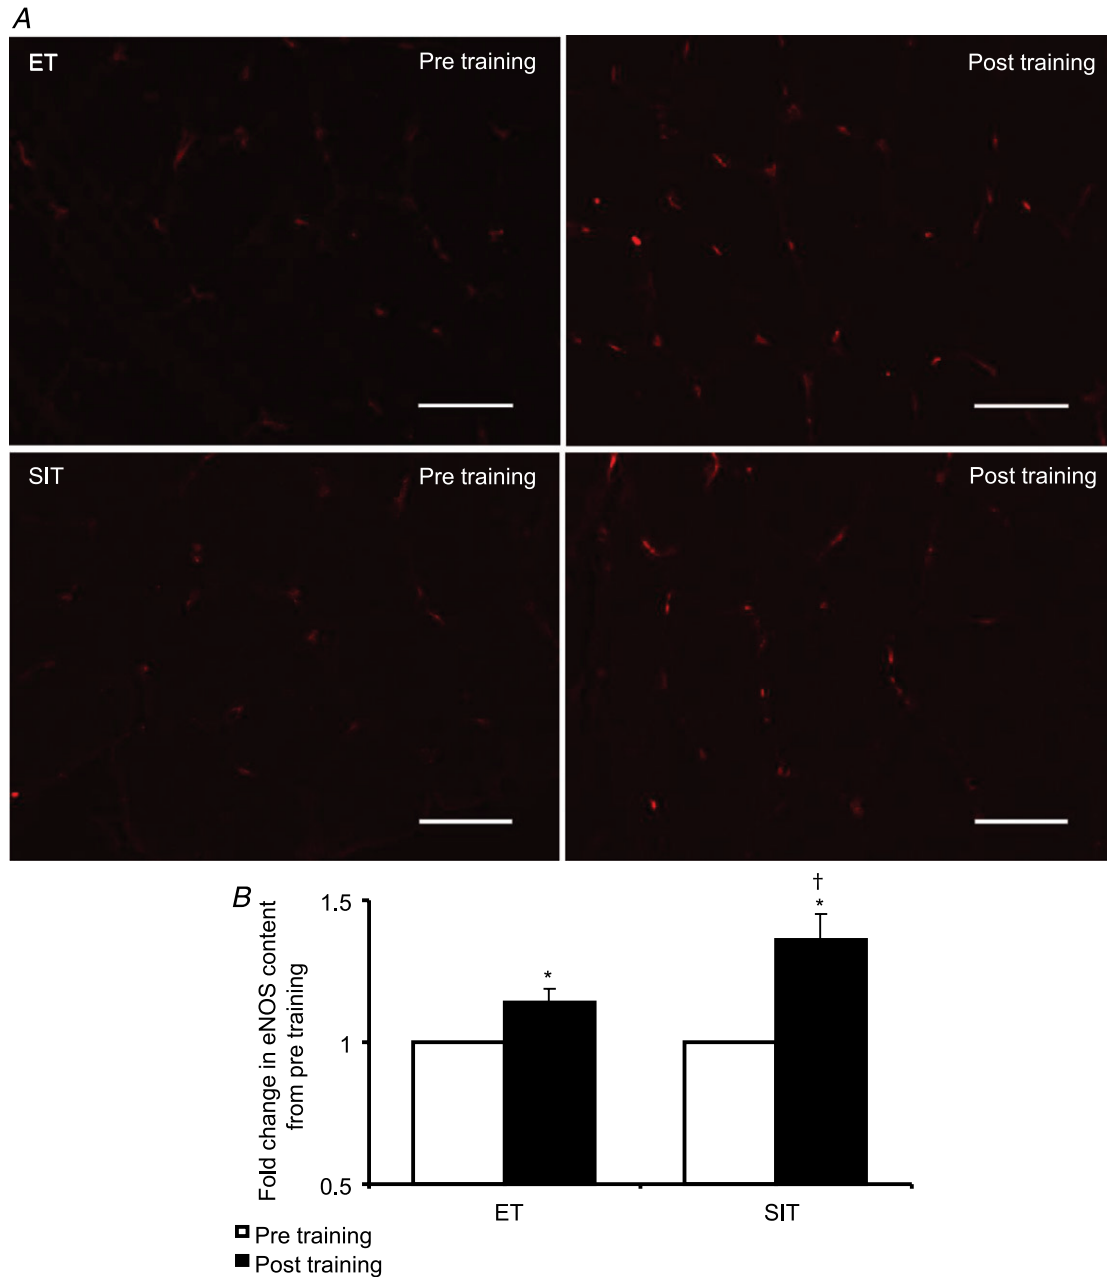 A
ET
Pre training
Post training
SIT
Pre training
Post training
B
Fold change in eNOS content
from pre training
1.5
1
0.5
*
†
*
ET
SIT
Pre training
Post training